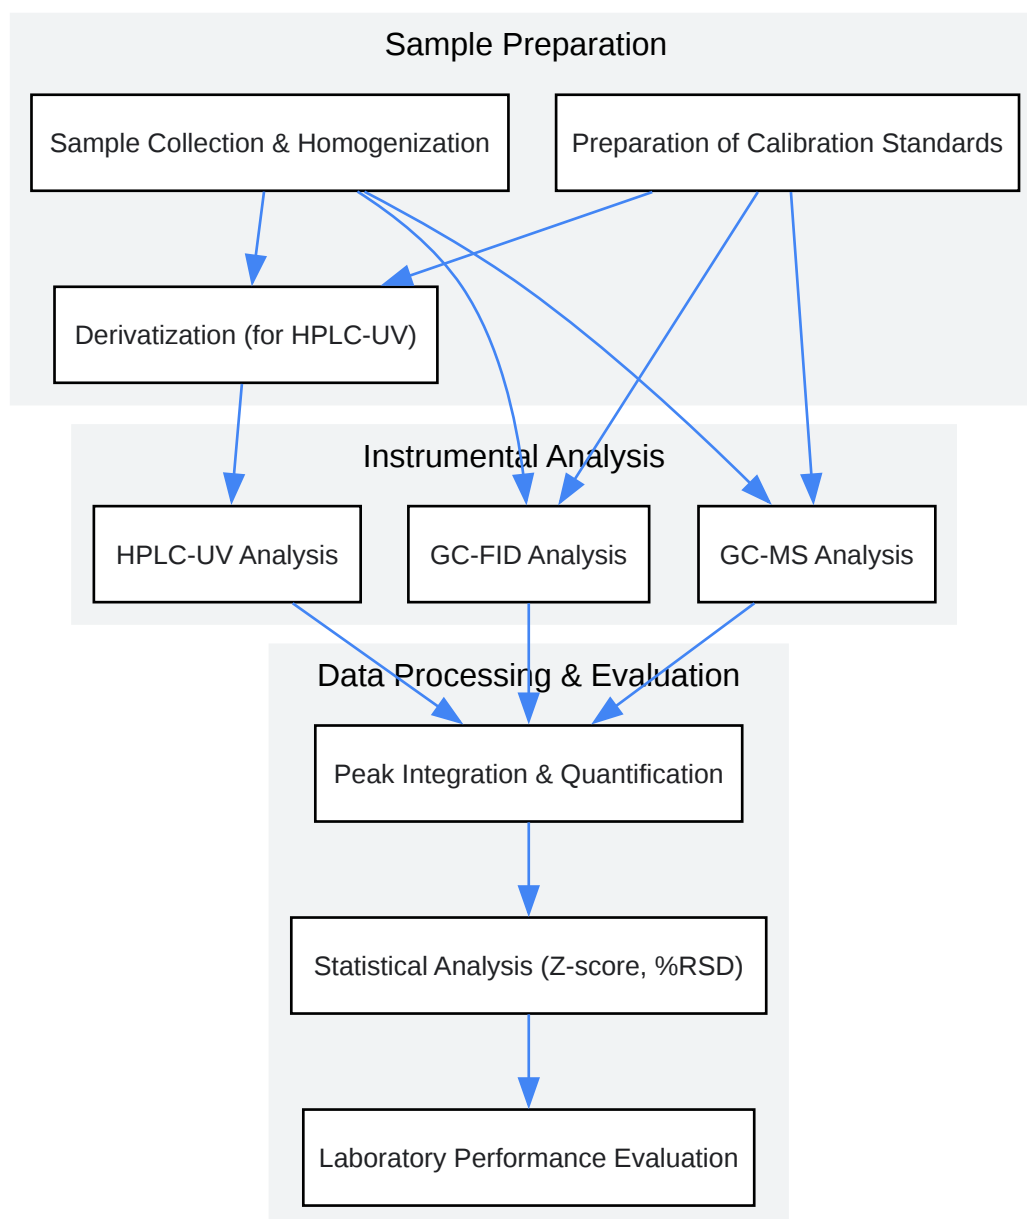 Sample Preparation
Sample Collection & Homogenization
Preparation of Calibration Standards
Derivatization (for HPLC-UV)
Instrumental Analysis
HPLC-UV Analysis
GC-FID Analysis
GC-MS Analysis
Data Processing & Evaluation
Peak Integration & Quantification
Statistical Analysis (Z-score, %RSD)
Laboratory Performance Evaluation